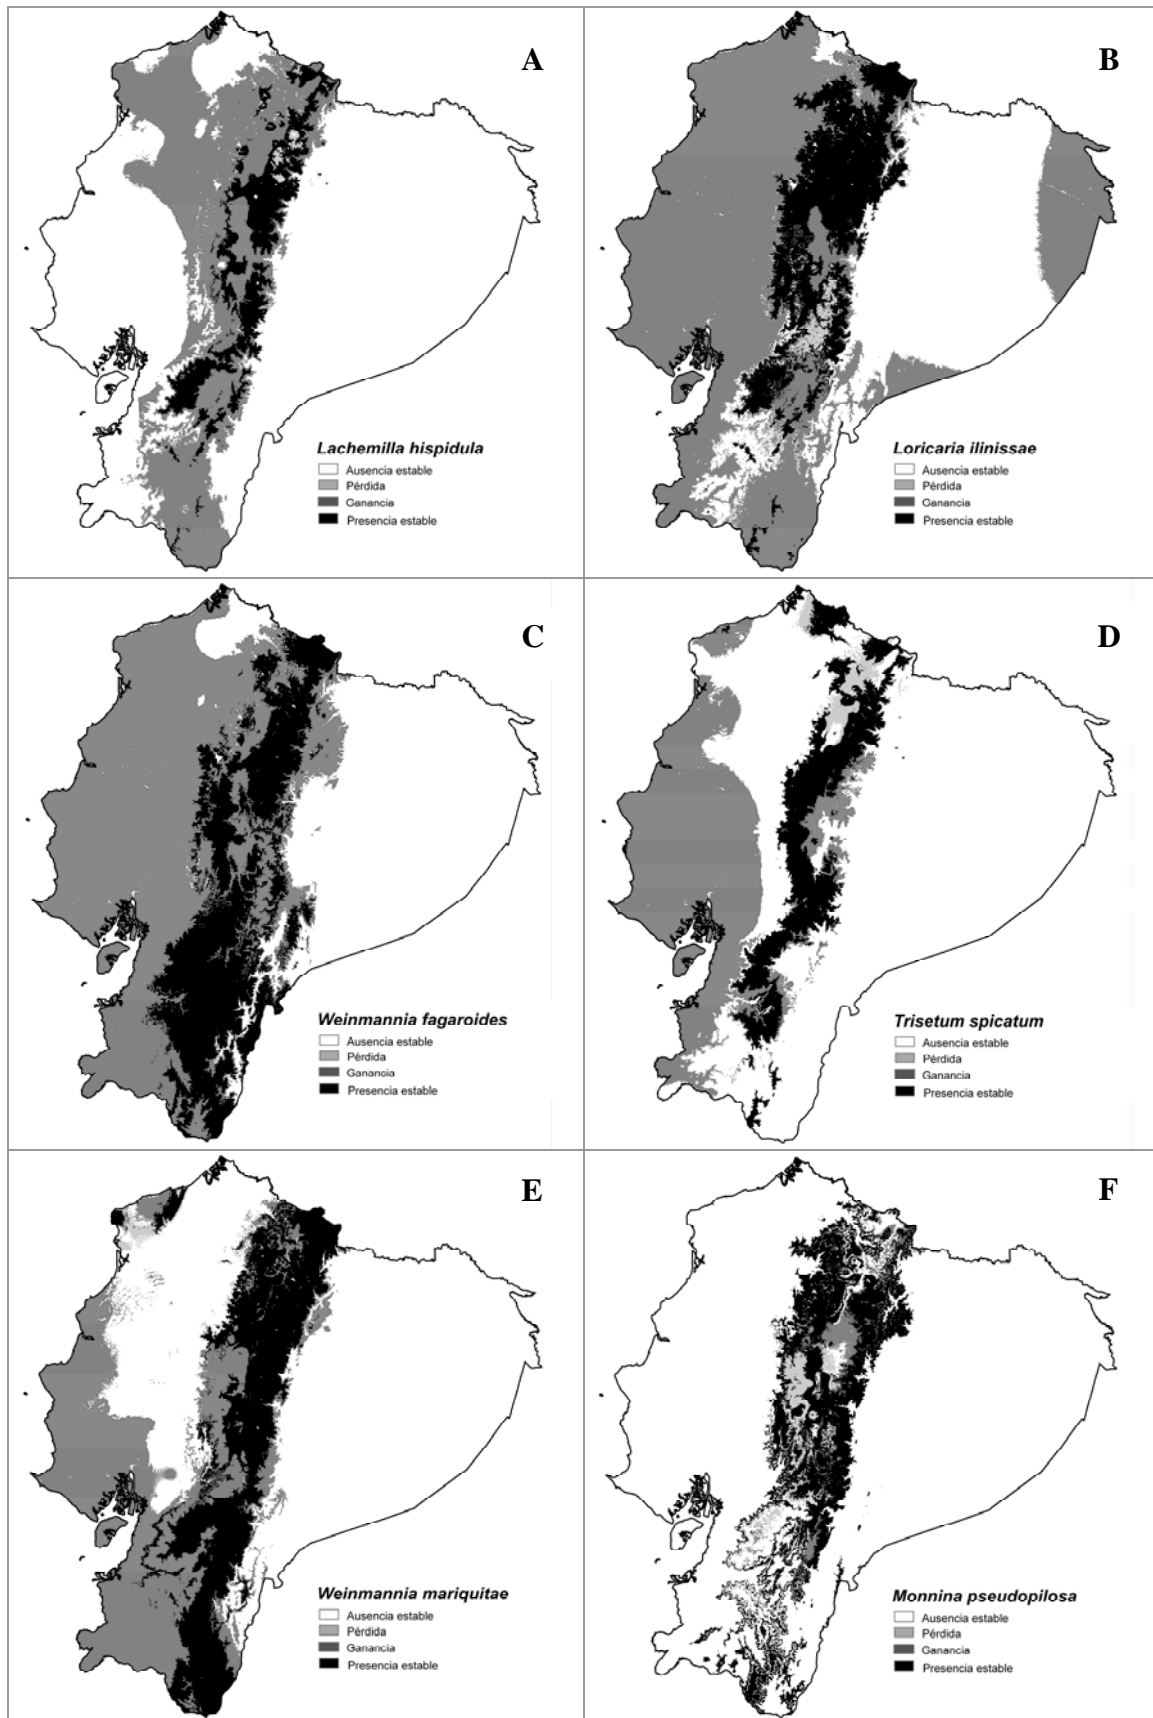 A
Lachemilla hispidula
Ausencia estable
Pérdida
Ganancia
Presencia estable
B
Loricaria ilinissae
Ausencia estable
Pérdida
Ganancia
Presencia estable
C
Weinmannia fagaroides
Ausencia estable
Pérdida
Ganancia
Presencia estable
D
Trisetum spicatum
Ausencia estable
Pérdida
Ganancia
Presencia estable
E
Weinmannia mariquitae
Ausencia estable
Pérdida
Ganancia
Presencia estable
F
Monnina pseudopilosa
Ausencia estable
Pérdida
Ganancia
Presencia estable